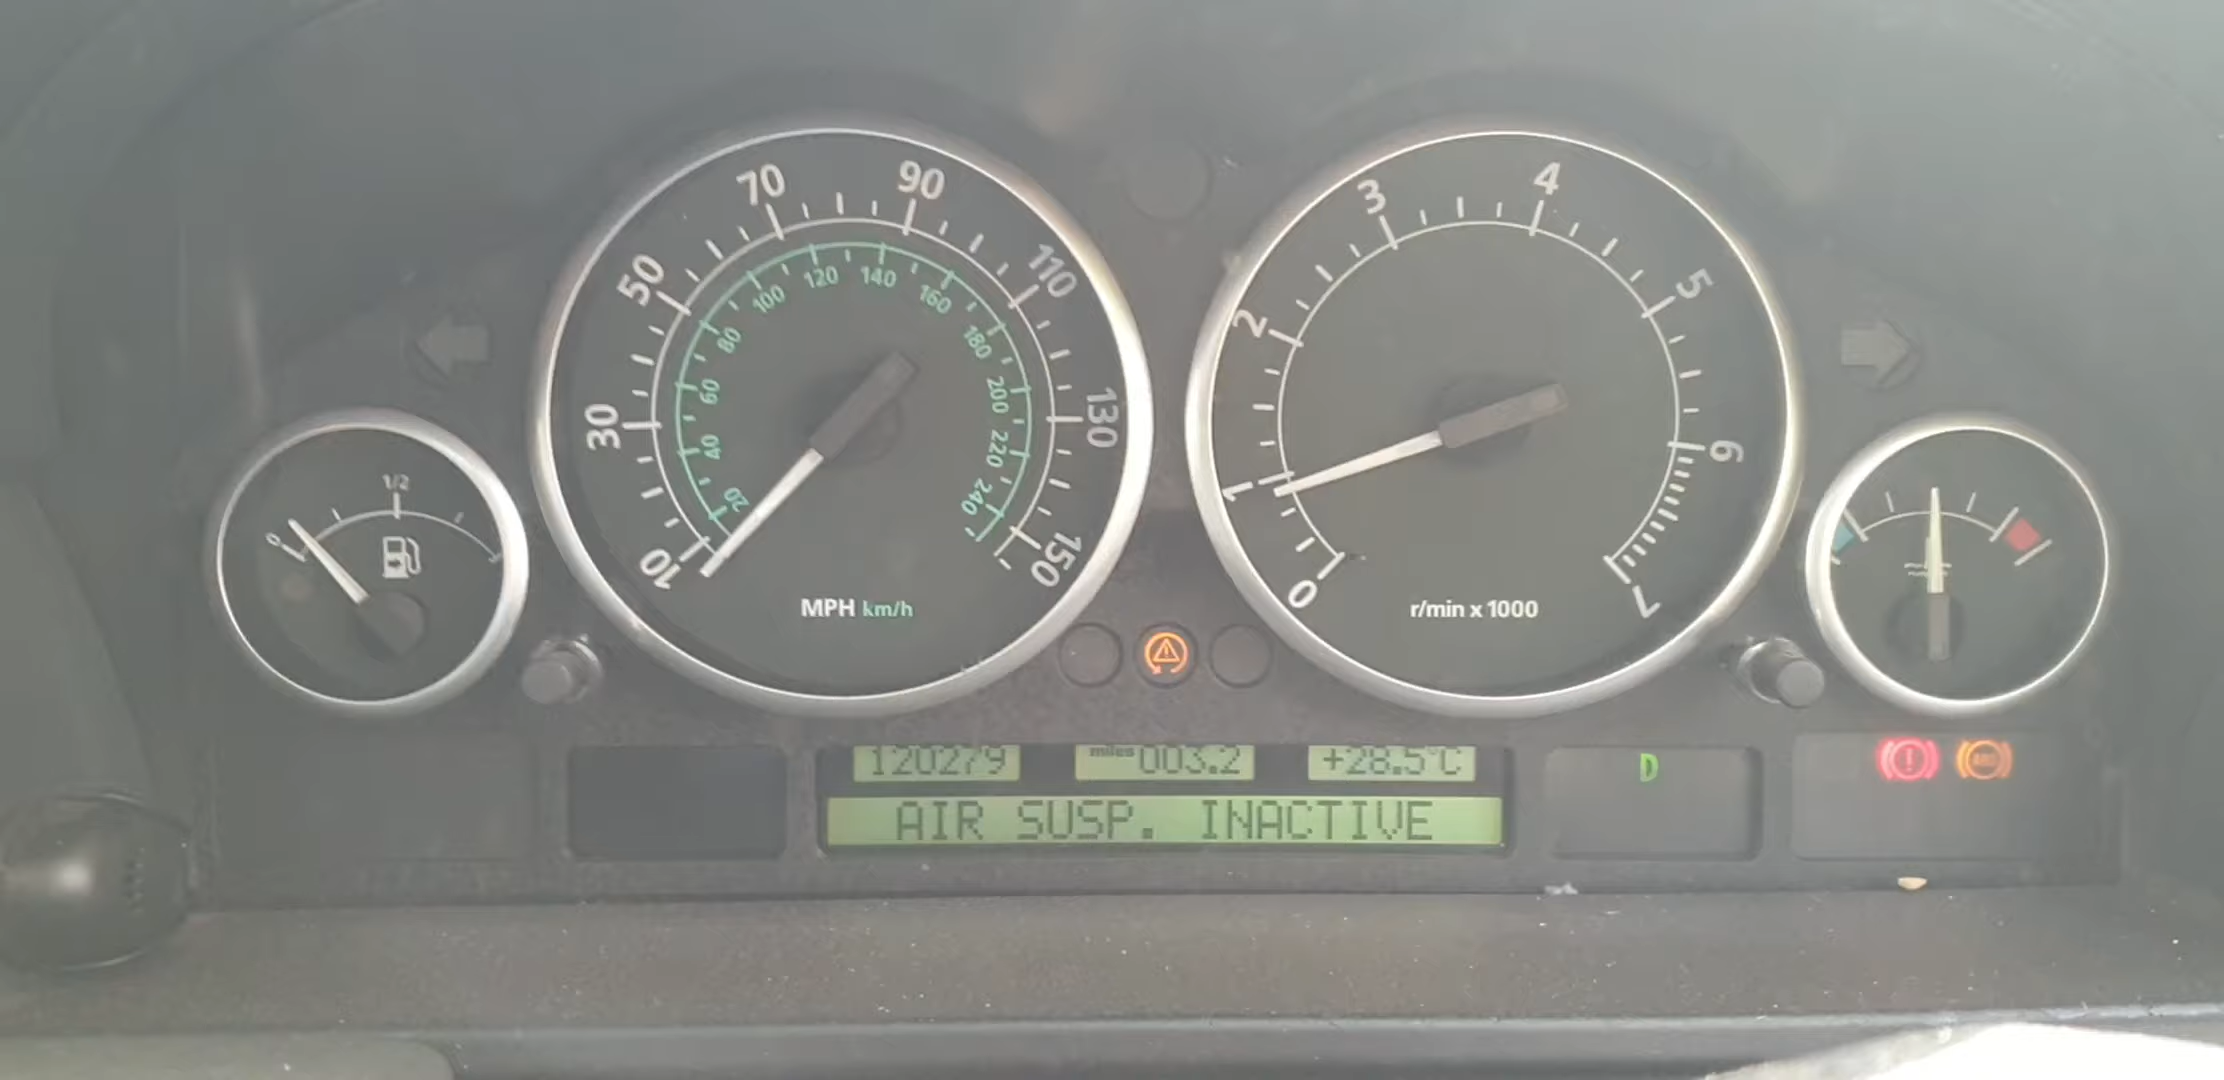 70 90
50 110
30 130
10 150
100 120 140 160
80 180
60 200
40 220
20 240
MPH km/h
3 4
2 5
1 6
0 7
r/min x 1000
0 1/2
120279 miles 003.2 +28.5°C
D
AIR SUSP. INACTIVE